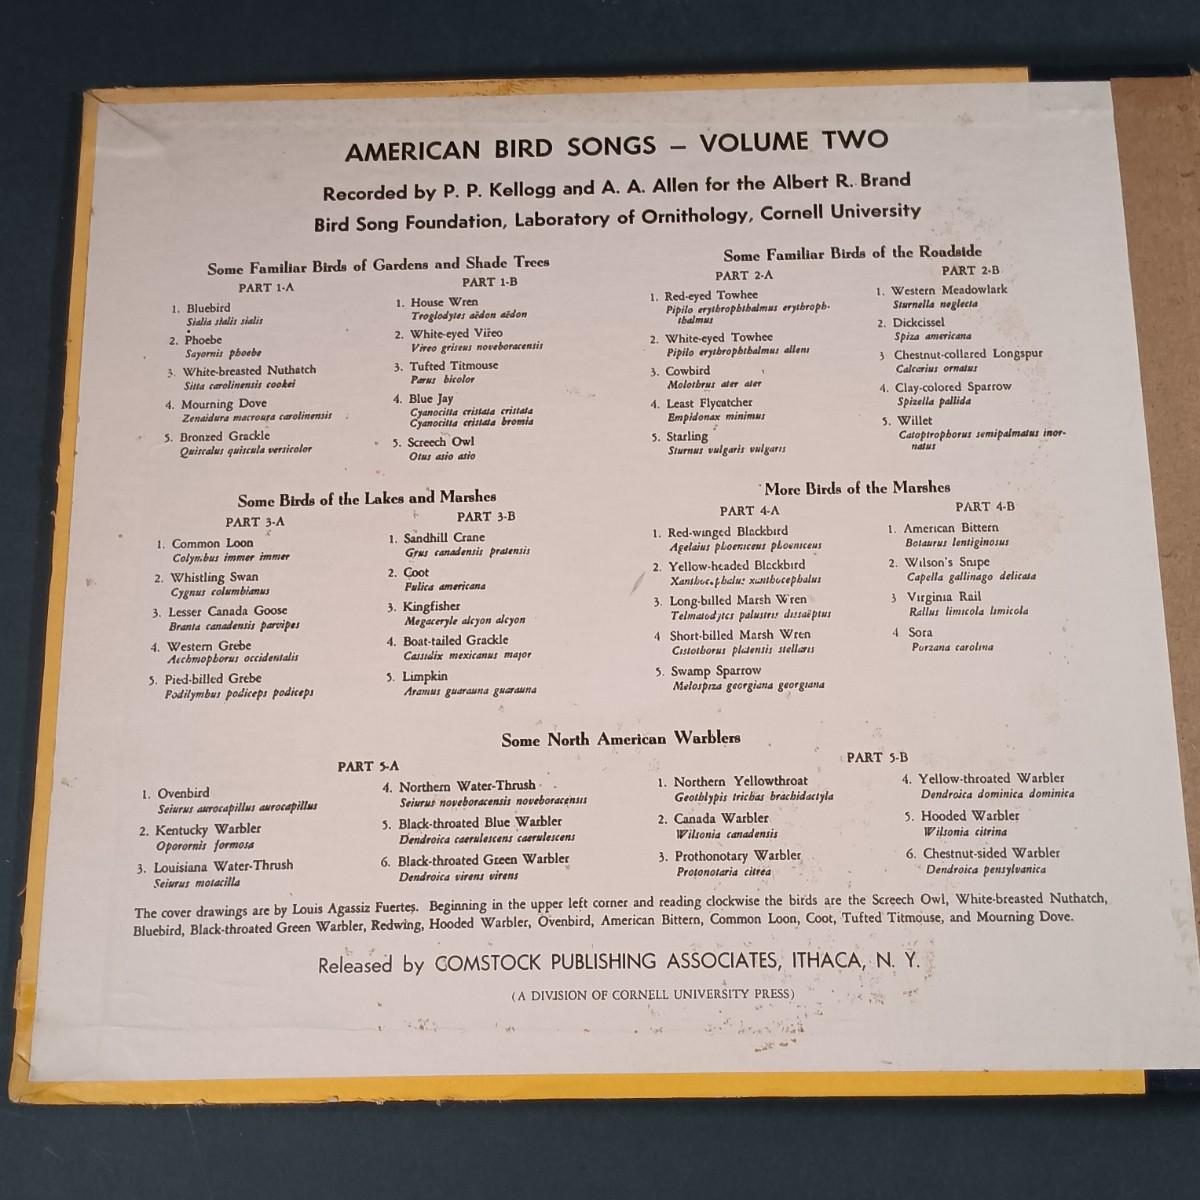 AMERICAN BIRD SONGS – VOLUME TWO
Recorded by P. P. Kellogg and A. A. Allen for the Albert R. Brand
Bird Song Foundation, Laboratory of Ornithology, Cornell University
Some Familiar Birds of Gardens and Shade Trees
PART 1-A
1. Bluebird
Sialia sialis sialis
2. Phoebe
Sayornis phoebe
3. White-breasted Nuthatch
Sitta carolinensis cookei
4. Mourning Dove
Zenaidura macroura carolinensis
5. Bronzed Grackle
Quiscalus quiscula versicolor
PART 1-B
1. House Wren
Troglodytes aëdon aëdon
2. White-eyed Vireo
Vireo griseus noveboracensis
3. Tufted Titmouse
Parus bicolor
4. Blue Jay
Cyanocitta cristata cristata
Cyanocitta cristata bromia
5. Screech Owl
Otus asio asio
Some Familiar Birds of the Roadside
PART 2-A
1. Red-eyed Towhee
Pipilo erythrophthalmus erythroph-
thalmus
2. White-eyed Towhee
Pipilo erythrophthalmus alleni
3. Cowbird
Molothrus ater ater
4. Least Flycatcher
Empidonax minimus
5. Starling
Sturnus vulgaris vulgaris
PART 2-B
1. Western Meadowlark
Sturnella neglecta
2. Dickcissel
Spiza americana
3 Chestnut-collared Longspur
Calcarius ornatus
4. Clay-colored Sparrow
Spizella pallida
5. Willet
Catoptrophorus semipalmatus inor-
natus
Some Birds of the Lakes and Marshes
PART 3-A
1. Common Loon
Colymbus immer immer
2. Whistling Swan
Cygnus columbianus
3. Lesser Canada Goose
Branta canadensis parvipes
4. Western Grebe
Aechmophorus occidentalis
5. Pied-billed Grebe
Podilymbus podiceps podiceps
PART 3-B
1. Sandhill Crane
Grus canadensis pratensis
2. Coot
Fulica americana
3. Kingfisher
Megaceryle alcyon alcyon
4. Boat-tailed Grackle
Cassidix mexicanus major
5. Limpkin
Aramus guarauna guarauna
More Birds of the Marshes
PART 4-A
1. Red-winged Blackbird
Agelaius phoeniceus phoeniceus
2. Yellow-headed Blackbird
Xanthocephalus xanthocephalus
3. Long-billed Marsh Wren
Telmatodytes palustris dissaëptus
4 Short-billed Marsh Wren
Cistothorus platensis stellaris
5. Swamp Sparrow
Melospiza georgiana georgiana
PART 4-B
1. American Bittern
Botaurus lentiginosus
2. Wilson's Snipe
Capella gallinago delicata
3 Virginia Rail
Rallus limicola limicola
4 Sora
Porzana carolina
Some North American Warblers
PART 5-A
1. Ovenbird
Seiurus aurocapillus aurocapillus
2. Kentucky Warbler
Oporornis formosa
3. Louisiana Water-Thrush
Seiurus motacilla
4. Northern Water-Thrush
Seiurus noveboracensis noveboracensis
5. Black-throated Blue Warbler
Dendroica caerulescens caerulescens
6. Black-throated Green Warbler
Dendroica virens virens
PART 5-B
1. Northern Yellowthroat
Geothlypis trichas brachidactyla
2. Canada Warbler
Wilsonia canadensis
3. Prothonotary Warbler
Protonotaria citrea
4. Yellow-throated Warbler
Dendroica dominica dominica
5. Hooded Warbler
Wilsonia citrina
6. Chestnut-sided Warbler
Dendroica pensylvanica
The cover drawings are by Louis Agassiz Fuertes. Beginning in the upper left corner and reading clockwise the birds are the Screech Owl, White-breasted Nuthatch,
Bluebird, Black-throated Green Warbler, Redwing, Hooded Warbler, Ovenbird, American Bittern, Common Loon, Coot, Tufted Titmouse, and Mourning Dove.
Released by COMSTOCK PUBLISHING ASSOCIATES, ITHACA, N. Y.
(A DIVISION OF CORNELL UNIVERSITY PRESS)